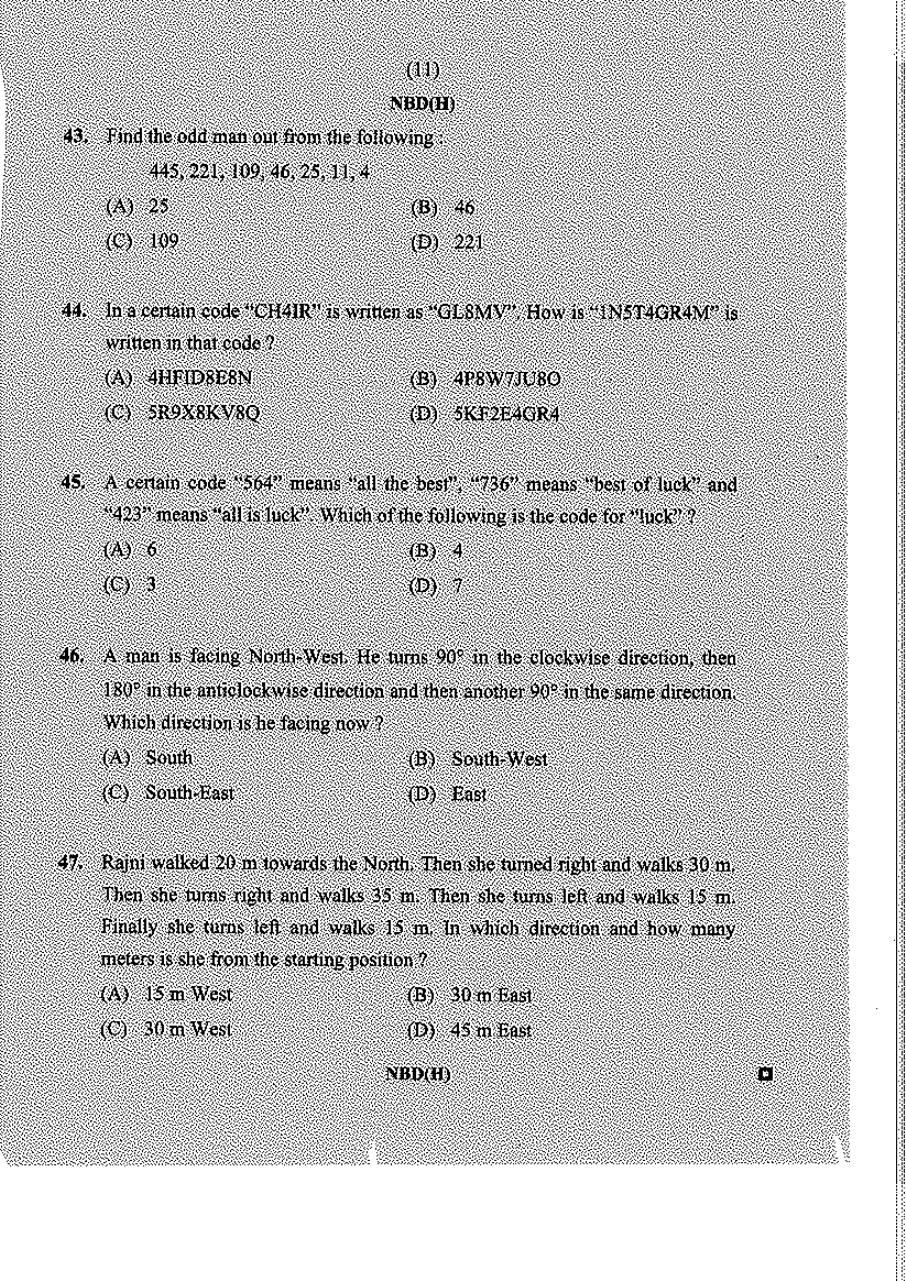 (11)
NBD(H)
43. Find the odd man out from the following :
445, 221, 109, 46, 25, 11, 4
(A) 25 (B) 46
(C) 109 (D) 221
44. In a certain code “CH4IR” is written as “GL8MV”. How is “1N5T4GR4M” is
written in that code ?
(A) 4HFID8E8N (B) 4P8W7JU8O
(C) 5R9X8KV8Q (D) 5KF2E4GR4
45. A certain code “564” means “all the best”, “736” means “best of luck” and
“423” means “all is luck”. Which of the following is the code for “luck” ?
(A) 6 (B) 4
(C) 3 (D) 7
46. A man is facing North-West. He turns 90° in the clockwise direction, then
180° in the anticlockwise direction and then another 90° in the same direction.
Which direction is he facing now ?
(A) South (B) South-West
(C) South-East (D) East
47. Rajni walked 20 m towards the North. Then she turned right and walks 30 m.
Then she turns right and walks 35 m. Then she turns left and walks 15 m.
Finally she turns left and walks 15 m. In which direction and how many
meters is she from the starting position ?
(A) 15 m West (B) 30 m East
(C) 30 m West (D) 45 m East
NBD(H)